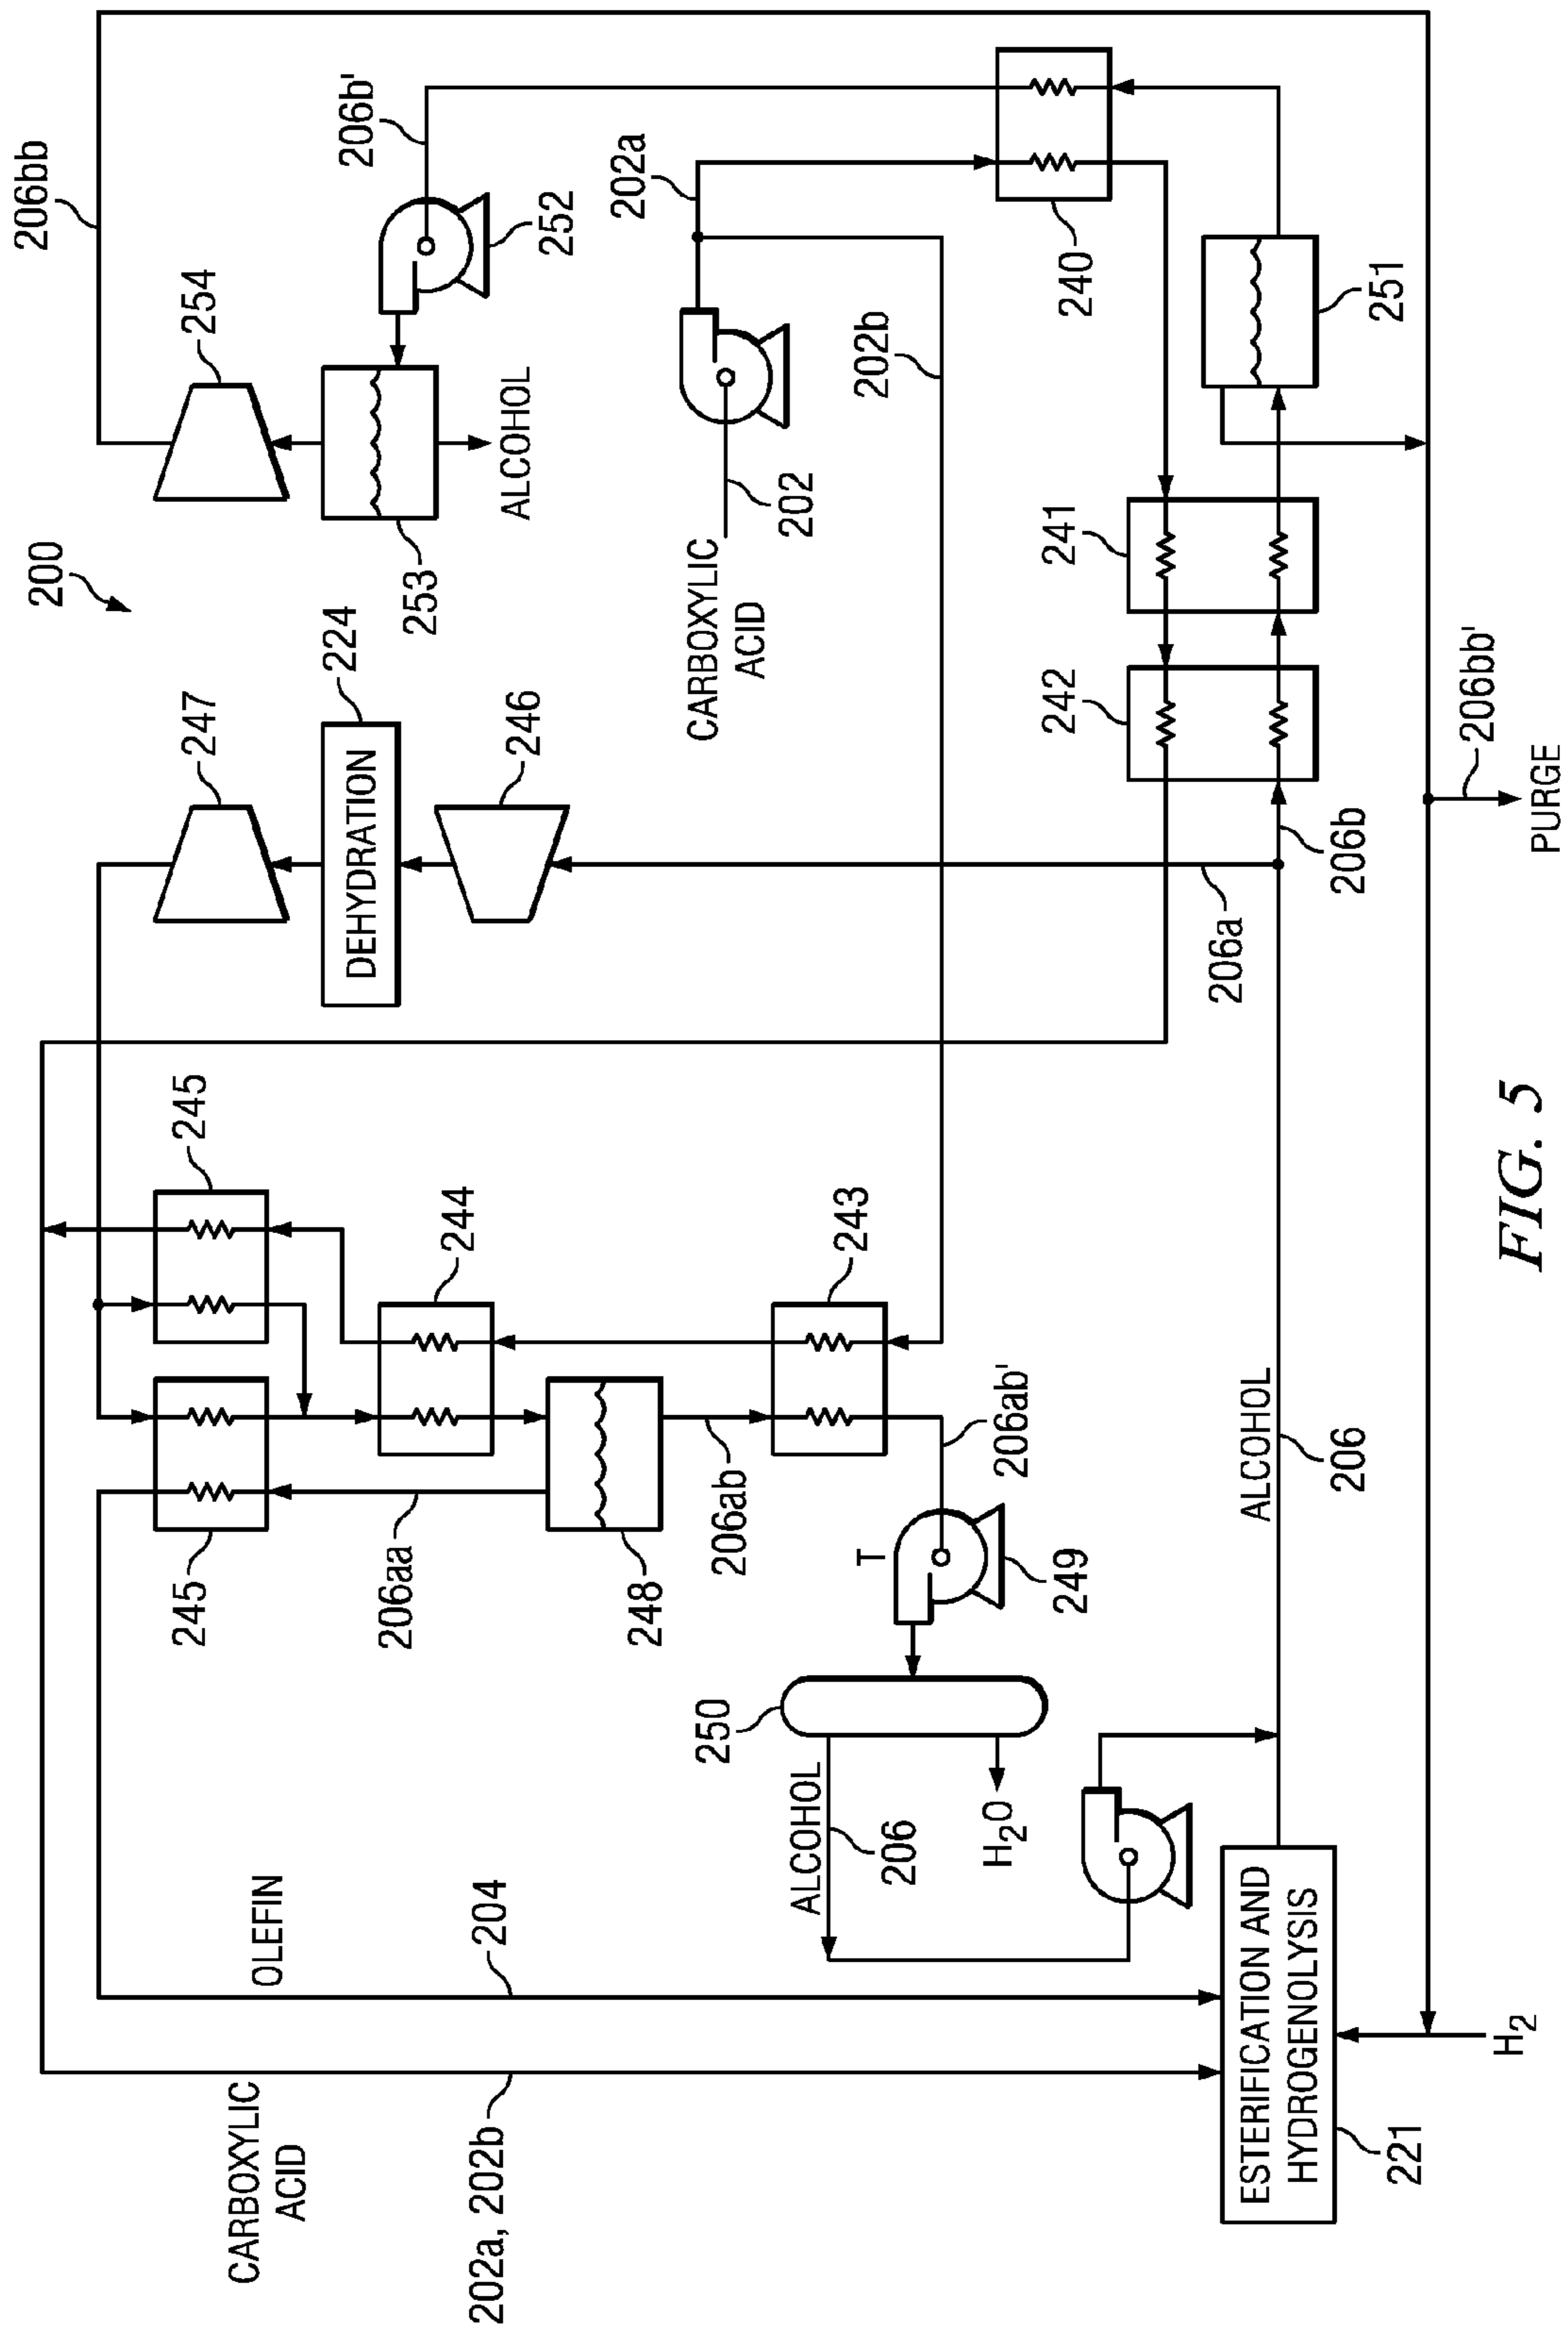 200
206bb
254
206b'
252
253
ALCOHOL
247
224
DEHYDRATION
246
202a
CARBOXYLIC
ACID
202
202b
240
241
242
251
206a
206b
206bb'
PURGE
245
245
244
243
206aa
248
206ab
206ab'
T
249
250
ALCOHOL
206
H2O
ALCOHOL
206
OLEFIN
204
CARBOXYLIC
ACID
202a, 202b
ESTERIFICATION AND
HYDROGENOLYSIS
221
H2
FIG. 5